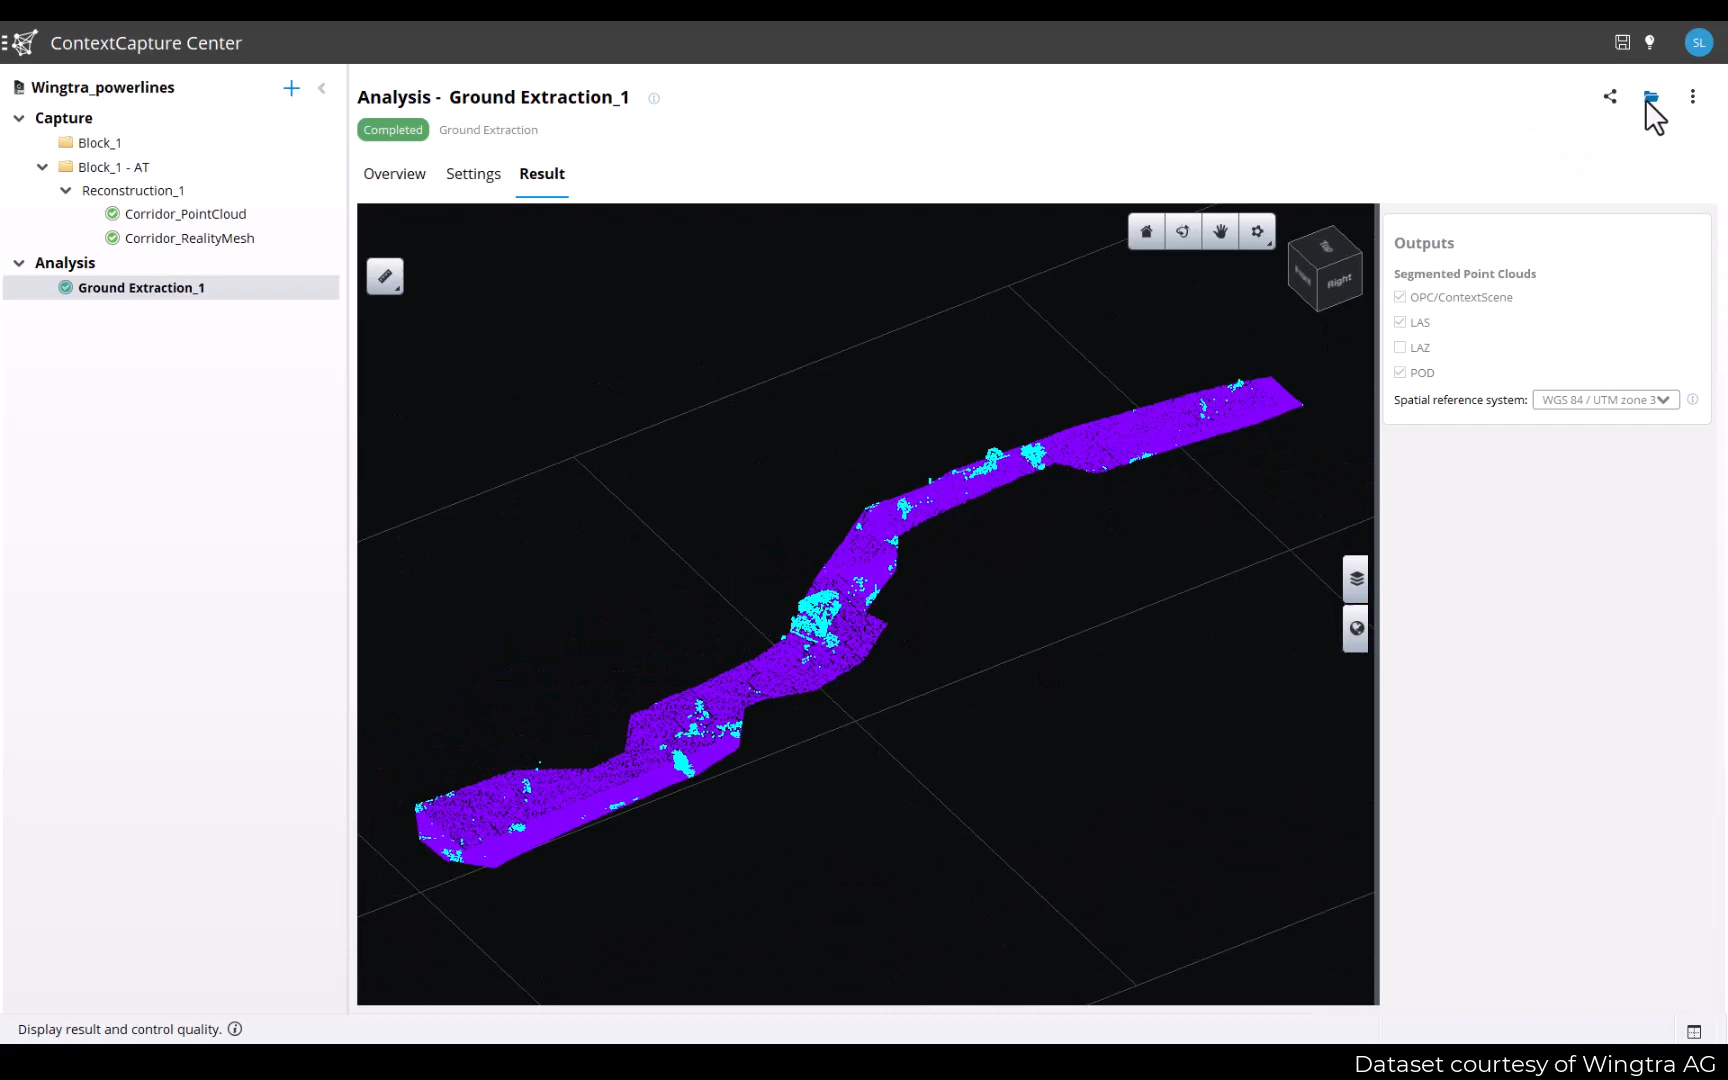 ContextCapture Center
SL
Wingtra_powerlines
Capture
Block_1
Block_1 - AT
Reconstruction_1
Corridor_PointCloud
Corridor_RealityMesh
Analysis
Ground Extraction_1
Analysis - Ground Extraction_1
Completed
Ground Extraction
Overview
Settings
Result
Top
Front
Right
Outputs
Segmented Point Clouds
OPC/ContextScene
LAS
LAZ
POD
Spatial reference system:
WGS 84 / UTM zone 3
Display result and control quality.
Dataset courtesy of Wingtra AG